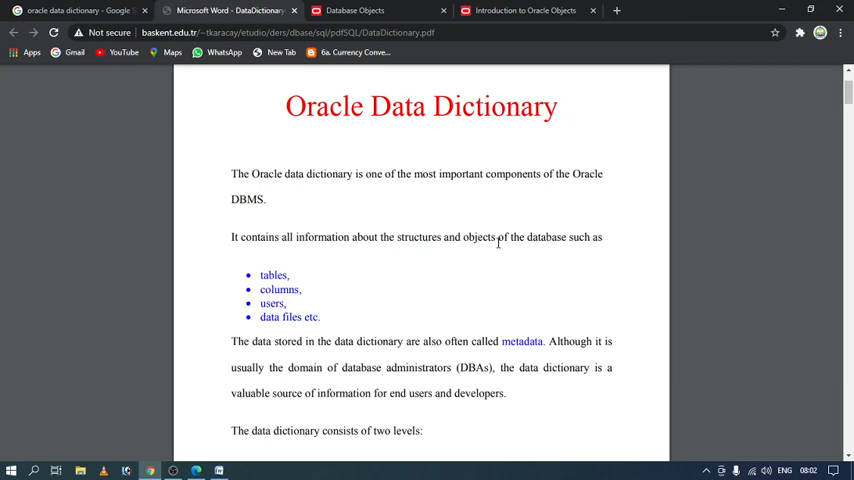 oracle data dictionary - Google S
Microsoft Word - DataDictionary.
Database Objects
Introduction to Oracle Objects
Not secure | baskent.edu.tr/~tkaracay/etudio/ders/dbase/sql/pdfSQL/DataDictionary.pdf
Apps Gmail YouTube Maps WhatsApp New Tab 6a. Currency Conve...
Oracle Data Dictionary
The Oracle data dictionary is one of the most important components of the Oracle
DBMS.
It contains all information about the structures and objects of the database such as
• tables,
• columns,
• users,
• data files etc.
The data stored in the data dictionary are also often called metadata. Although it is
usually the domain of database administrators (DBAs), the data dictionary is a
valuable source of information for end users and developers.
The data dictionary consists of two levels:
ENG 08:02